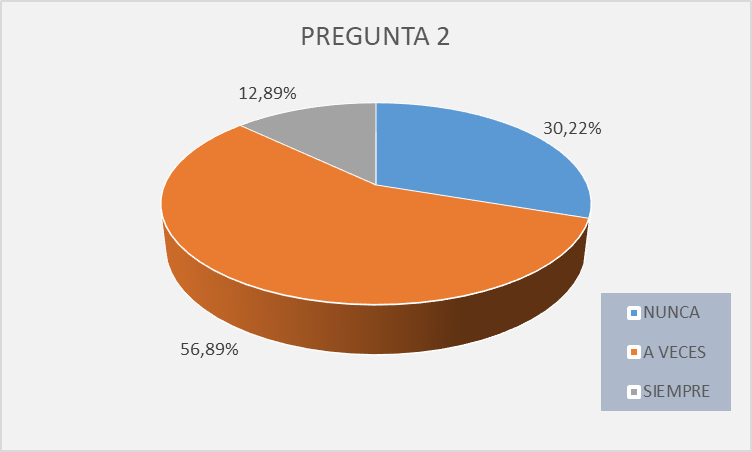 PREGUNTA 2
12,89%
30,22%
56,89%
NUNCA
A VECES
SIEMPRE